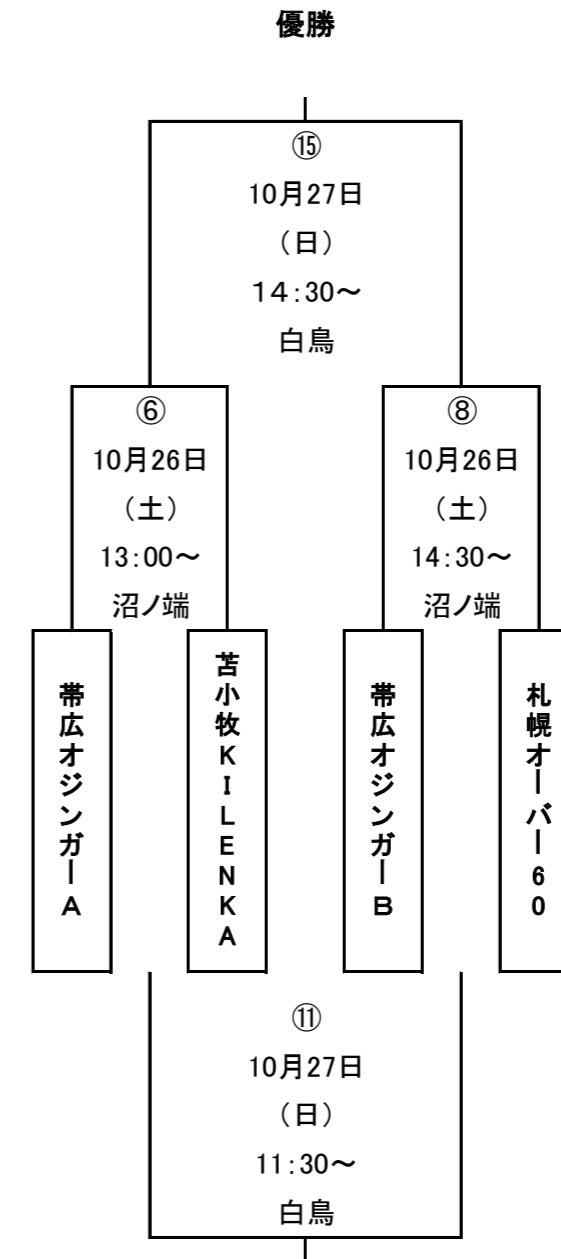 優勝
⑮
10月27日
（日）
14:30～
白鳥
⑥
10月26日
（土）
13:00～
沼ノ端
⑧
10月26日
（土）
14:30～
沼ノ端
帯広オジンガーA
苫小牧KILENKA
帯広オジンガーB
札幌オーバー60
⑪
10月27日
（日）
11:30～
白鳥